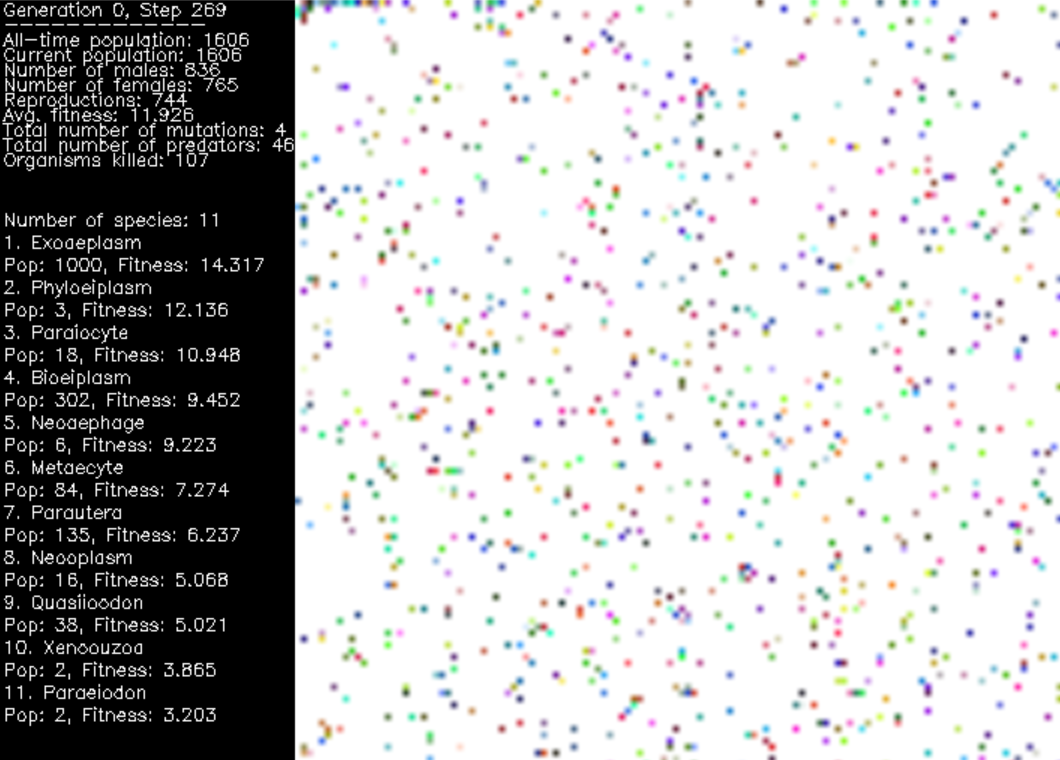 Generation 0, Step 269
-------------
All-time population: 1606
Current population: 1606
Number of males: 836
Number of females: 765
Reproductions: 744
Avg. fitness: 11.926
Total number of mutations: 4
Total number of predators: 46
Organisms killed: 107
Number of species: 11
1. Exoaeplasm
Pop: 1000, Fitness: 14.317
2. Phyloeiplasm
Pop: 3, Fitness: 12.136
3. Paraiocyte
Pop: 18, Fitness: 10.948
4. Bioeiplasm
Pop: 302, Fitness: 9.452
5. Neoaephage
Pop: 6, Fitness: 9.223
6. Metaecyte
Pop: 84, Fitness: 7.274
7. Parautera
Pop: 135, Fitness: 6.237
8. Neooplasm
Pop: 16, Fitness: 5.068
9. Quasiioodon
Pop: 38, Fitness: 5.021
10. Xenoouzoa
Pop: 2, Fitness: 3.865
11. Paraeiodon
Pop: 2, Fitness: 3.203